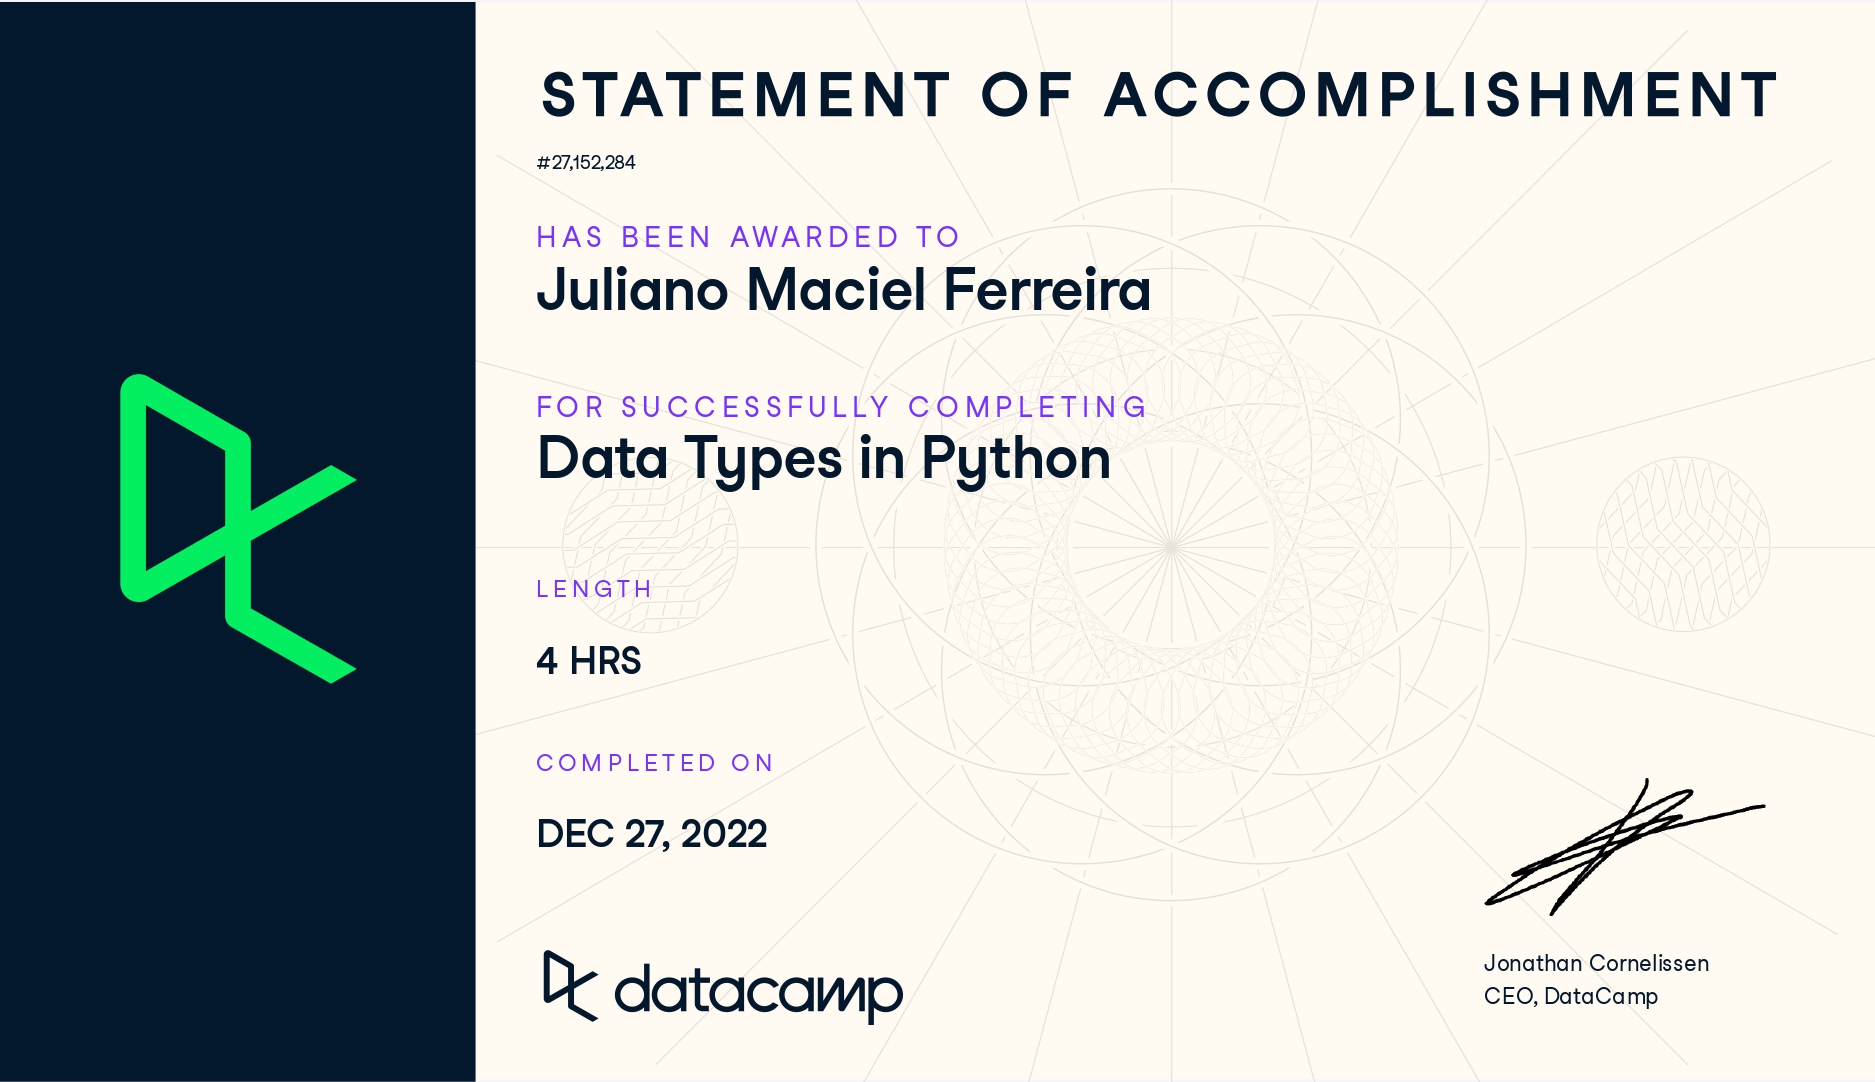 STATEMENT OF ACCOMPLISHMENT
#27,152,284
HAS BEEN AWARDED TO
Juliano Maciel Ferreira
FOR SUCCESSFULLY COMPLETING
Data Types in Python
LENGTH
4 HRS
COMPLETED ON
DEC 27, 2022
datacamp
Jonathan Cornelissen
CEO, DataCamp